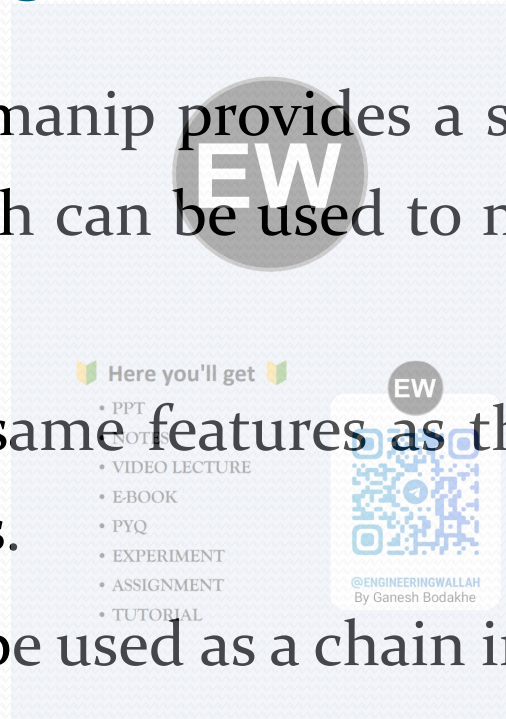 manip provides a s
EW
h can be used to n
Here you'll get
EW
• PPT
same features as th
• NOTES
• VIDEO LECTURE
• E-BOOK
• PYQ
s.
• EXPERIMENT
• ASSIGNMENT
@ENGINEERINGWALLAH
By Ganesh Bodakhe
• TUTORIAL
be used as a chain in